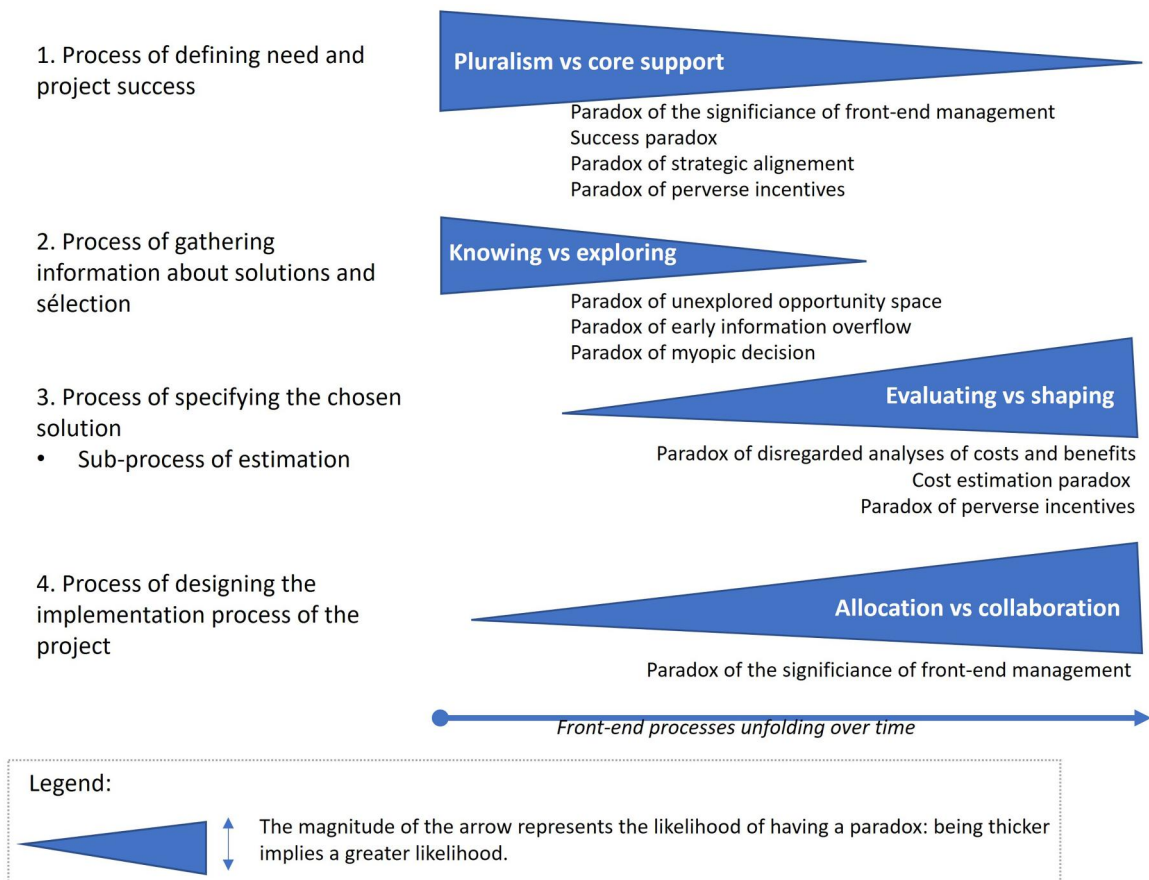 1. Process of defining need and
project success
Pluralism vs core support
Paradox of the significiance of front-end management
Success paradox
Paradox of strategic alignement
Paradox of perverse incentives
2. Process of gathering
information about solutions and
sélection
Knowing vs exploring
Paradox of unexplored opportunity space
Paradox of early information overflow
Paradox of myopic decision
3. Process of specifying the chosen
solution
• Sub-process of estimation
Evaluating vs shaping
Paradox of disregarded analyses of costs and benefits
Cost estimation paradox
Paradox of perverse incentives
4. Process of designing the
implementation process of the
project
Allocation vs collaboration
Paradox of the significiance of front-end management
Front-end processes unfolding over time
Legend:
The magnitude of the arrow represents the likelihood of having a paradox: being thicker
implies a greater likelihood.